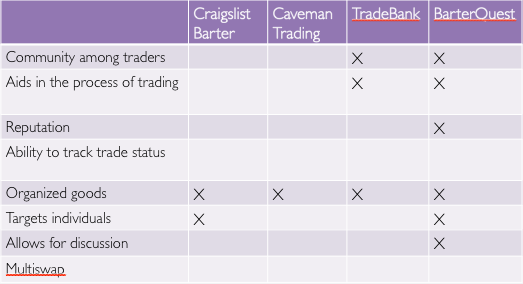 Craigslist Barter Caveman Trading TradeBank BarterQuest
Community among traders X X
Aids in the process of trading X X
Reputation X
Ability to track trade status
Organized goods X X X X
Targets individuals X X
Allows for discussion X
Multiswap